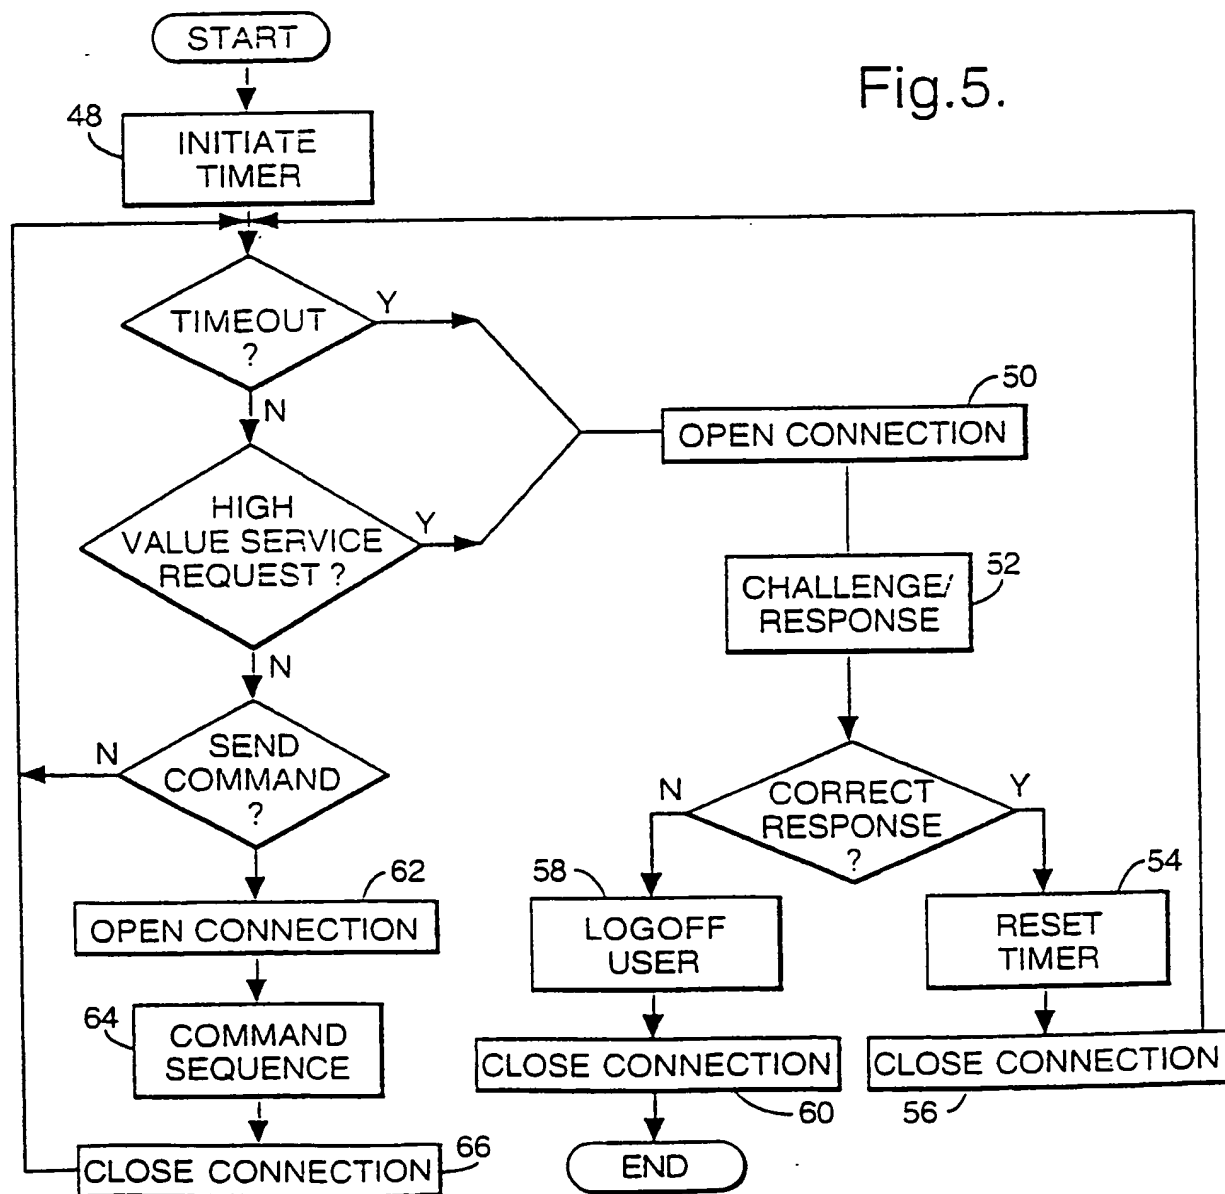 START
Fig.5.
48
INITIATE
TIMER
TIMEOUT
?
Y
N
50
OPEN CONNECTION
HIGH
VALUE SERVICE
REQUEST ?
Y
N
52
CHALLENGE/
RESPONSE
SEND
COMMAND
?
N
CORRECT
RESPONSE
?
N
Y
62
OPEN CONNECTION
58
LOGOFF
USER
54
RESET
TIMER
64
COMMAND
SEQUENCE
CLOSE CONNECTION
60
CLOSE CONNECTION
56
66
CLOSE CONNECTION
END